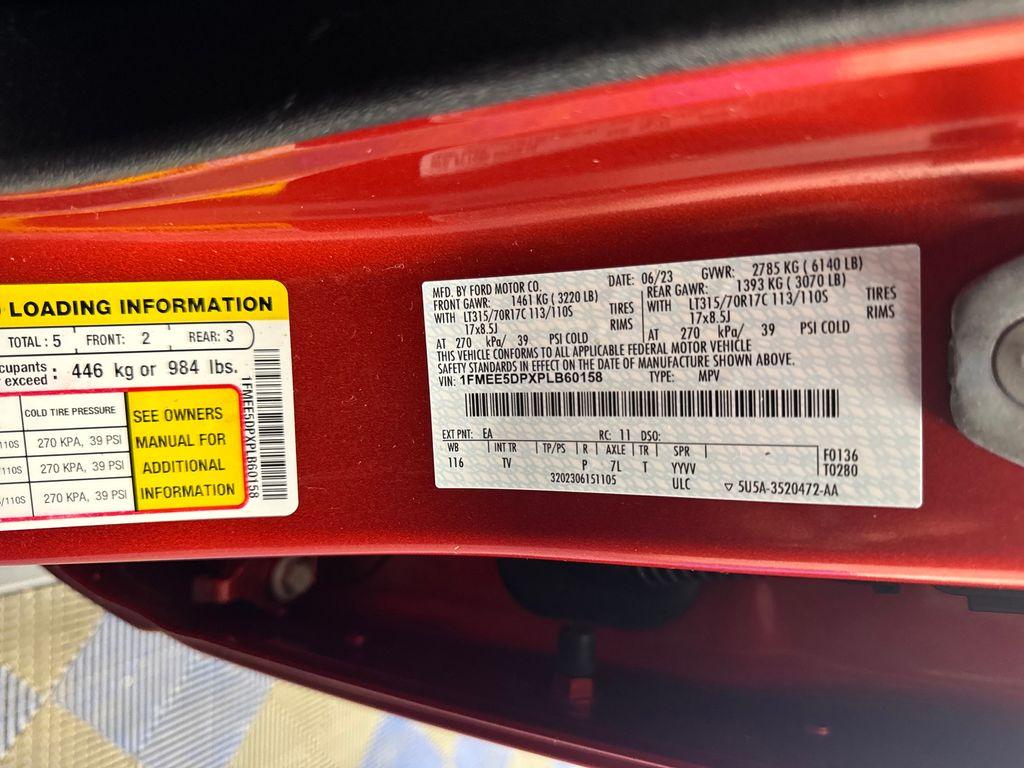 LOADING INFORMATION
TOTAL : 5 FRONT: 2 REAR: 3
exceed : 446 kg or 984 lbs.
COLD TIRE PRESSURE
270 KPA, 39 PSI
270 KPA, 39 PSI
270 KPA, 39 PSI
SEE OWNERS
MANUAL FOR
ADDITIONAL
INFORMATION
1FMEE5DPXPLB60158
MFD. BY FORD MOTOR CO. DATE: 06/23 GVWR: 2785 KG ( 6140 LB)
FRONT GAWR: 1461 KG ( 3220 LB) REAR GAWR: 1393 KG ( 3070 LB)
WITH LT315/70R17C 113/110S TIRES WITH LT315/70R17C 113/110S TIRES
17x8.5J RIMS 17x8.5J RIMS
AT 270 kPa/ 39 PSI COLD AT 270 kPa/ 39 PSI COLD
THIS VEHICLE CONFORMS TO ALL APPLICABLE FEDERAL MOTOR VEHICLE
SAFETY STANDARDS IN EFFECT ON THE DATE OF MANUFACTURE SHOWN ABOVE.
VIN: 1FMEE5DPXPLB60158 TYPE: MPV
EXT PNT: EA RC: 11 DSO:
WB INT TR TP/PS R AXLE TR SPR F0136
116 TV P 7L T YYVV T0280
3202306151105 ULC ▽ 5U5A-3520472-AA